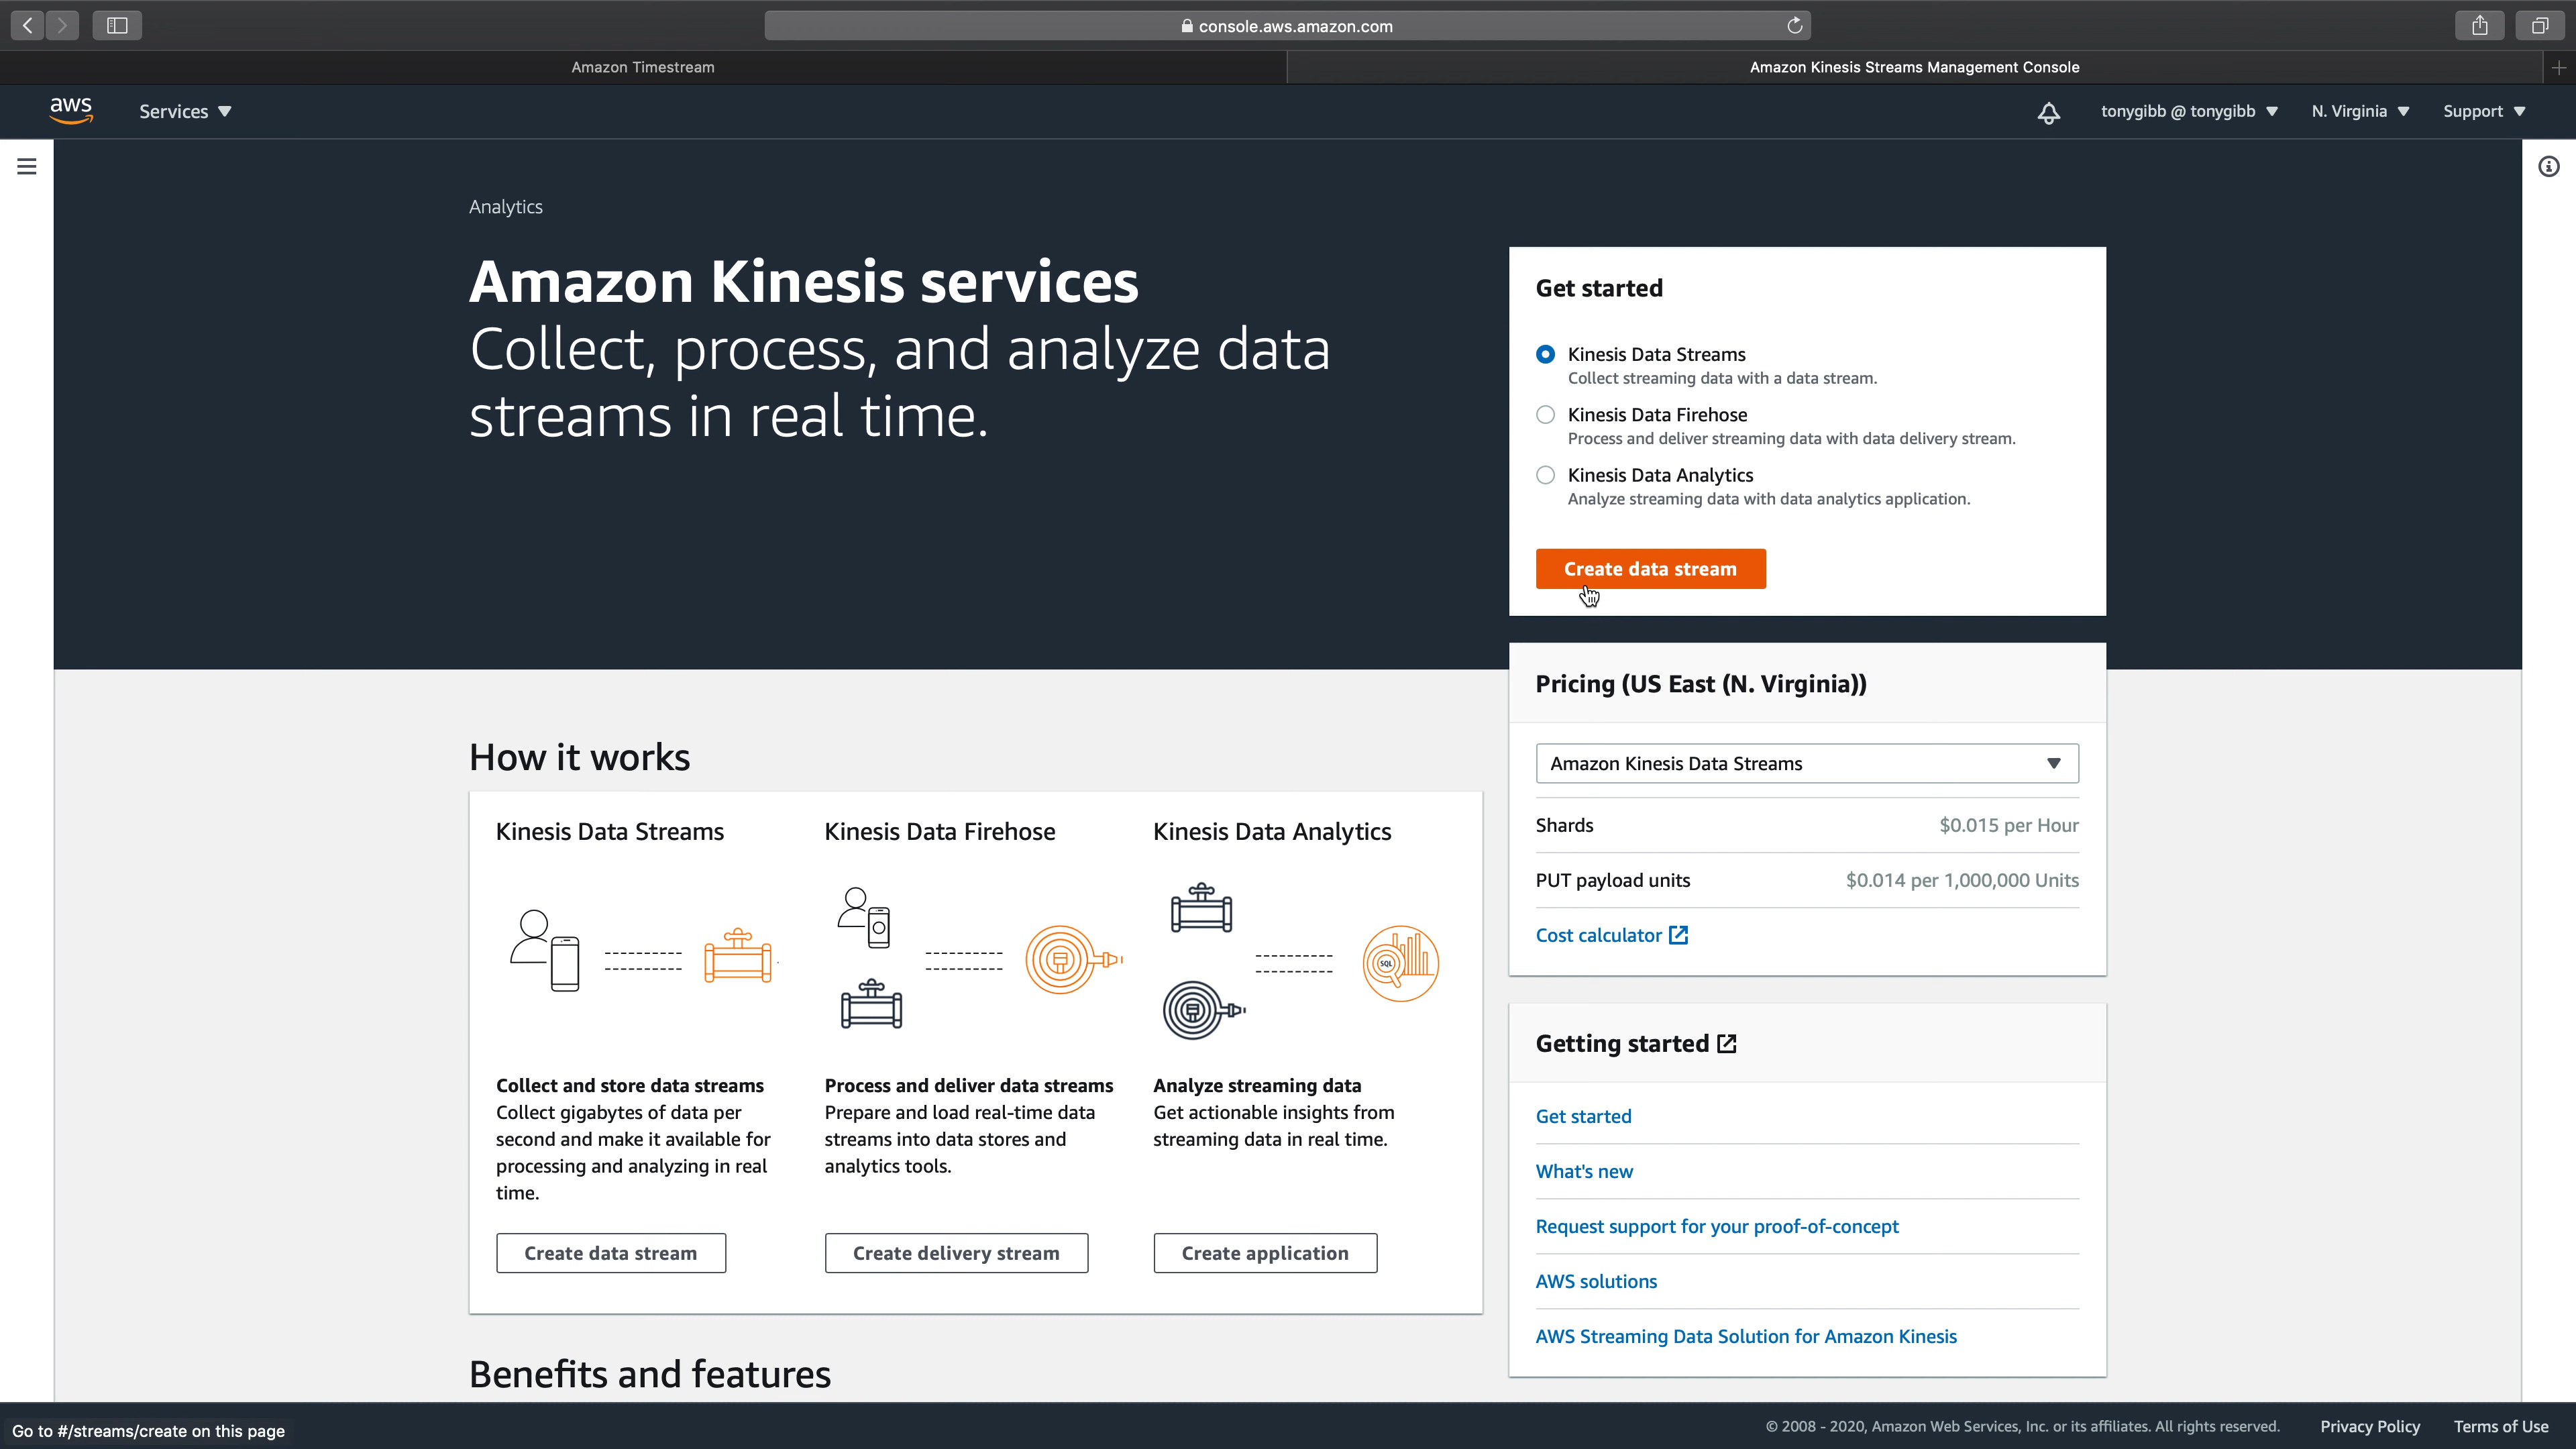 console.aws.amazon.com
Amazon Timestream
Amazon Kinesis Streams Management Console
aws
Services
tonygibb @ tonygibb
N. Virginia
Support
Analytics
Amazon Kinesis services
Collect, process, and analyze data
streams in real time.
Get started
Kinesis Data Streams
Collect streaming data with a data stream.
Kinesis Data Firehose
Process and deliver streaming data with data delivery stream.
Kinesis Data Analytics
Analyze streaming data with data analytics application.
Create data stream
Pricing (US East (N. Virginia))
Amazon Kinesis Data Streams
Shards $0.015 per Hour
PUT payload units $0.014 per 1,000,000 Units
Cost calculator
How it works
Kinesis Data Streams
Collect and store data streams
Collect gigabytes of data per
second and make it available for
processing and analyzing in real
time.
Create data stream
Kinesis Data Firehose
Process and deliver data streams
Prepare and load real-time data
streams into data stores and
analytics tools.
Create delivery stream
Kinesis Data Analytics
SQL
Analyze streaming data
Get actionable insights from
streaming data in real time.
Create application
Getting started
Get started
What's new
Request support for your proof-of-concept
AWS solutions
AWS Streaming Data Solution for Amazon Kinesis
Benefits and features
Go to #/streams/create on this page
© 2008 - 2020, Amazon Web Services, Inc. or its affiliates. All rights reserved.
Privacy Policy
Terms of Use